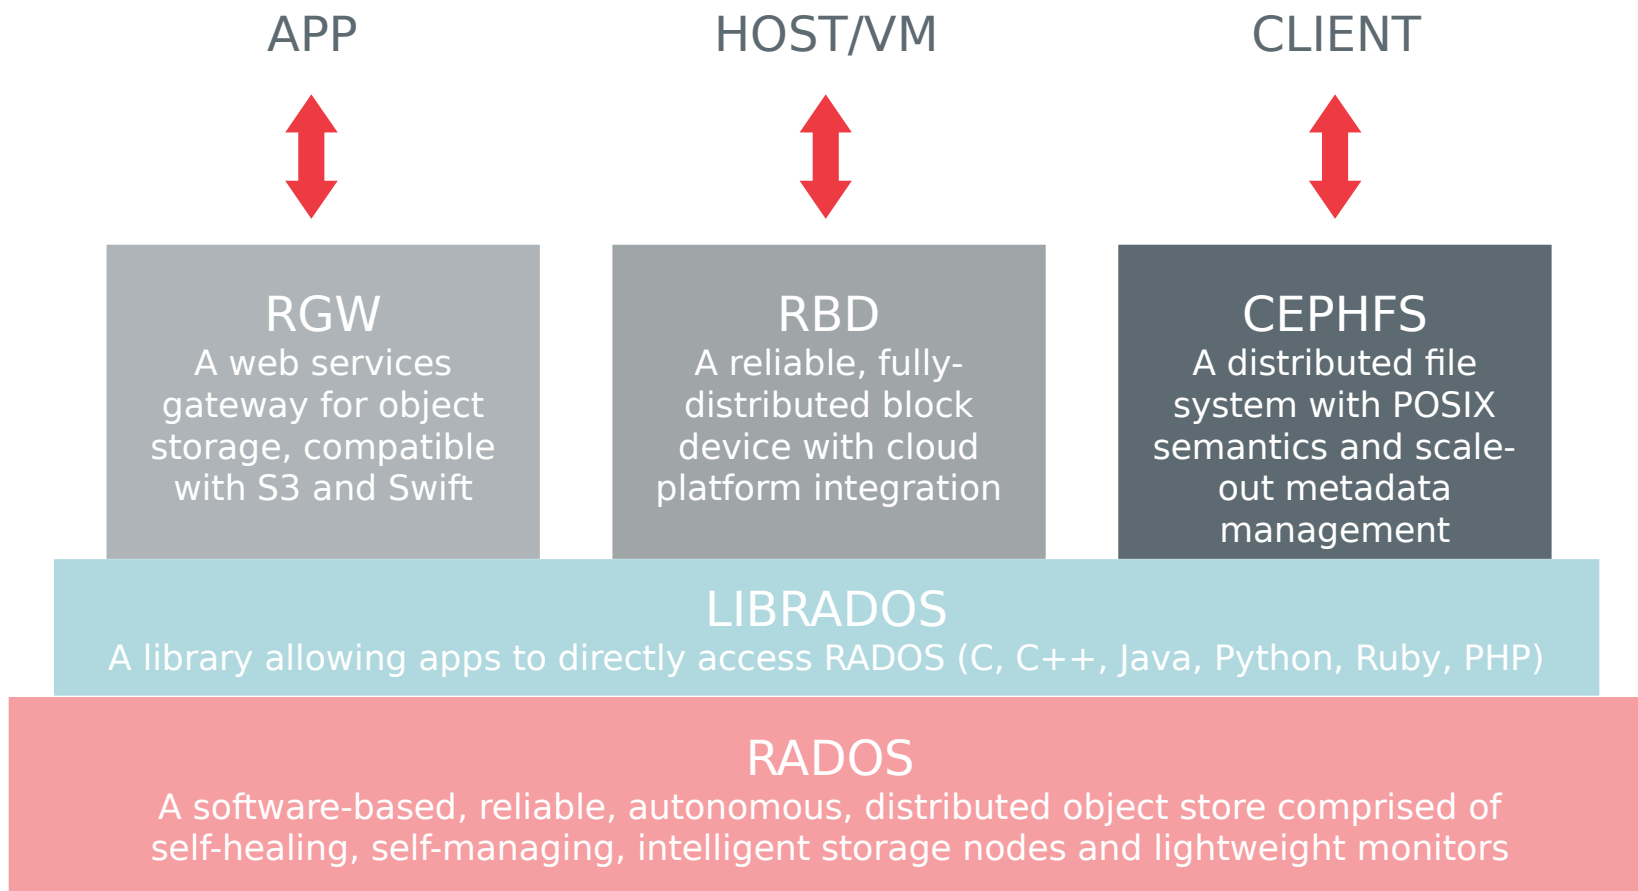 APP
HOST/VM
CLIENT
RGW
A web services
gateway for object
storage, compatible
with S3 and Swift
RBD
A reliable, fully-
distributed block
device with cloud
platform integration
CEPHFS
A distributed file
system with POSIX
semantics and scale-
out metadata
management
LIBRADOS
A library allowing apps to directly access RADOS (C, C++, Java, Python, Ruby, PHP)
RADOS
A software-based, reliable, autonomous, distributed object store comprised of
self-healing, self-managing, intelligent storage nodes and lightweight monitors